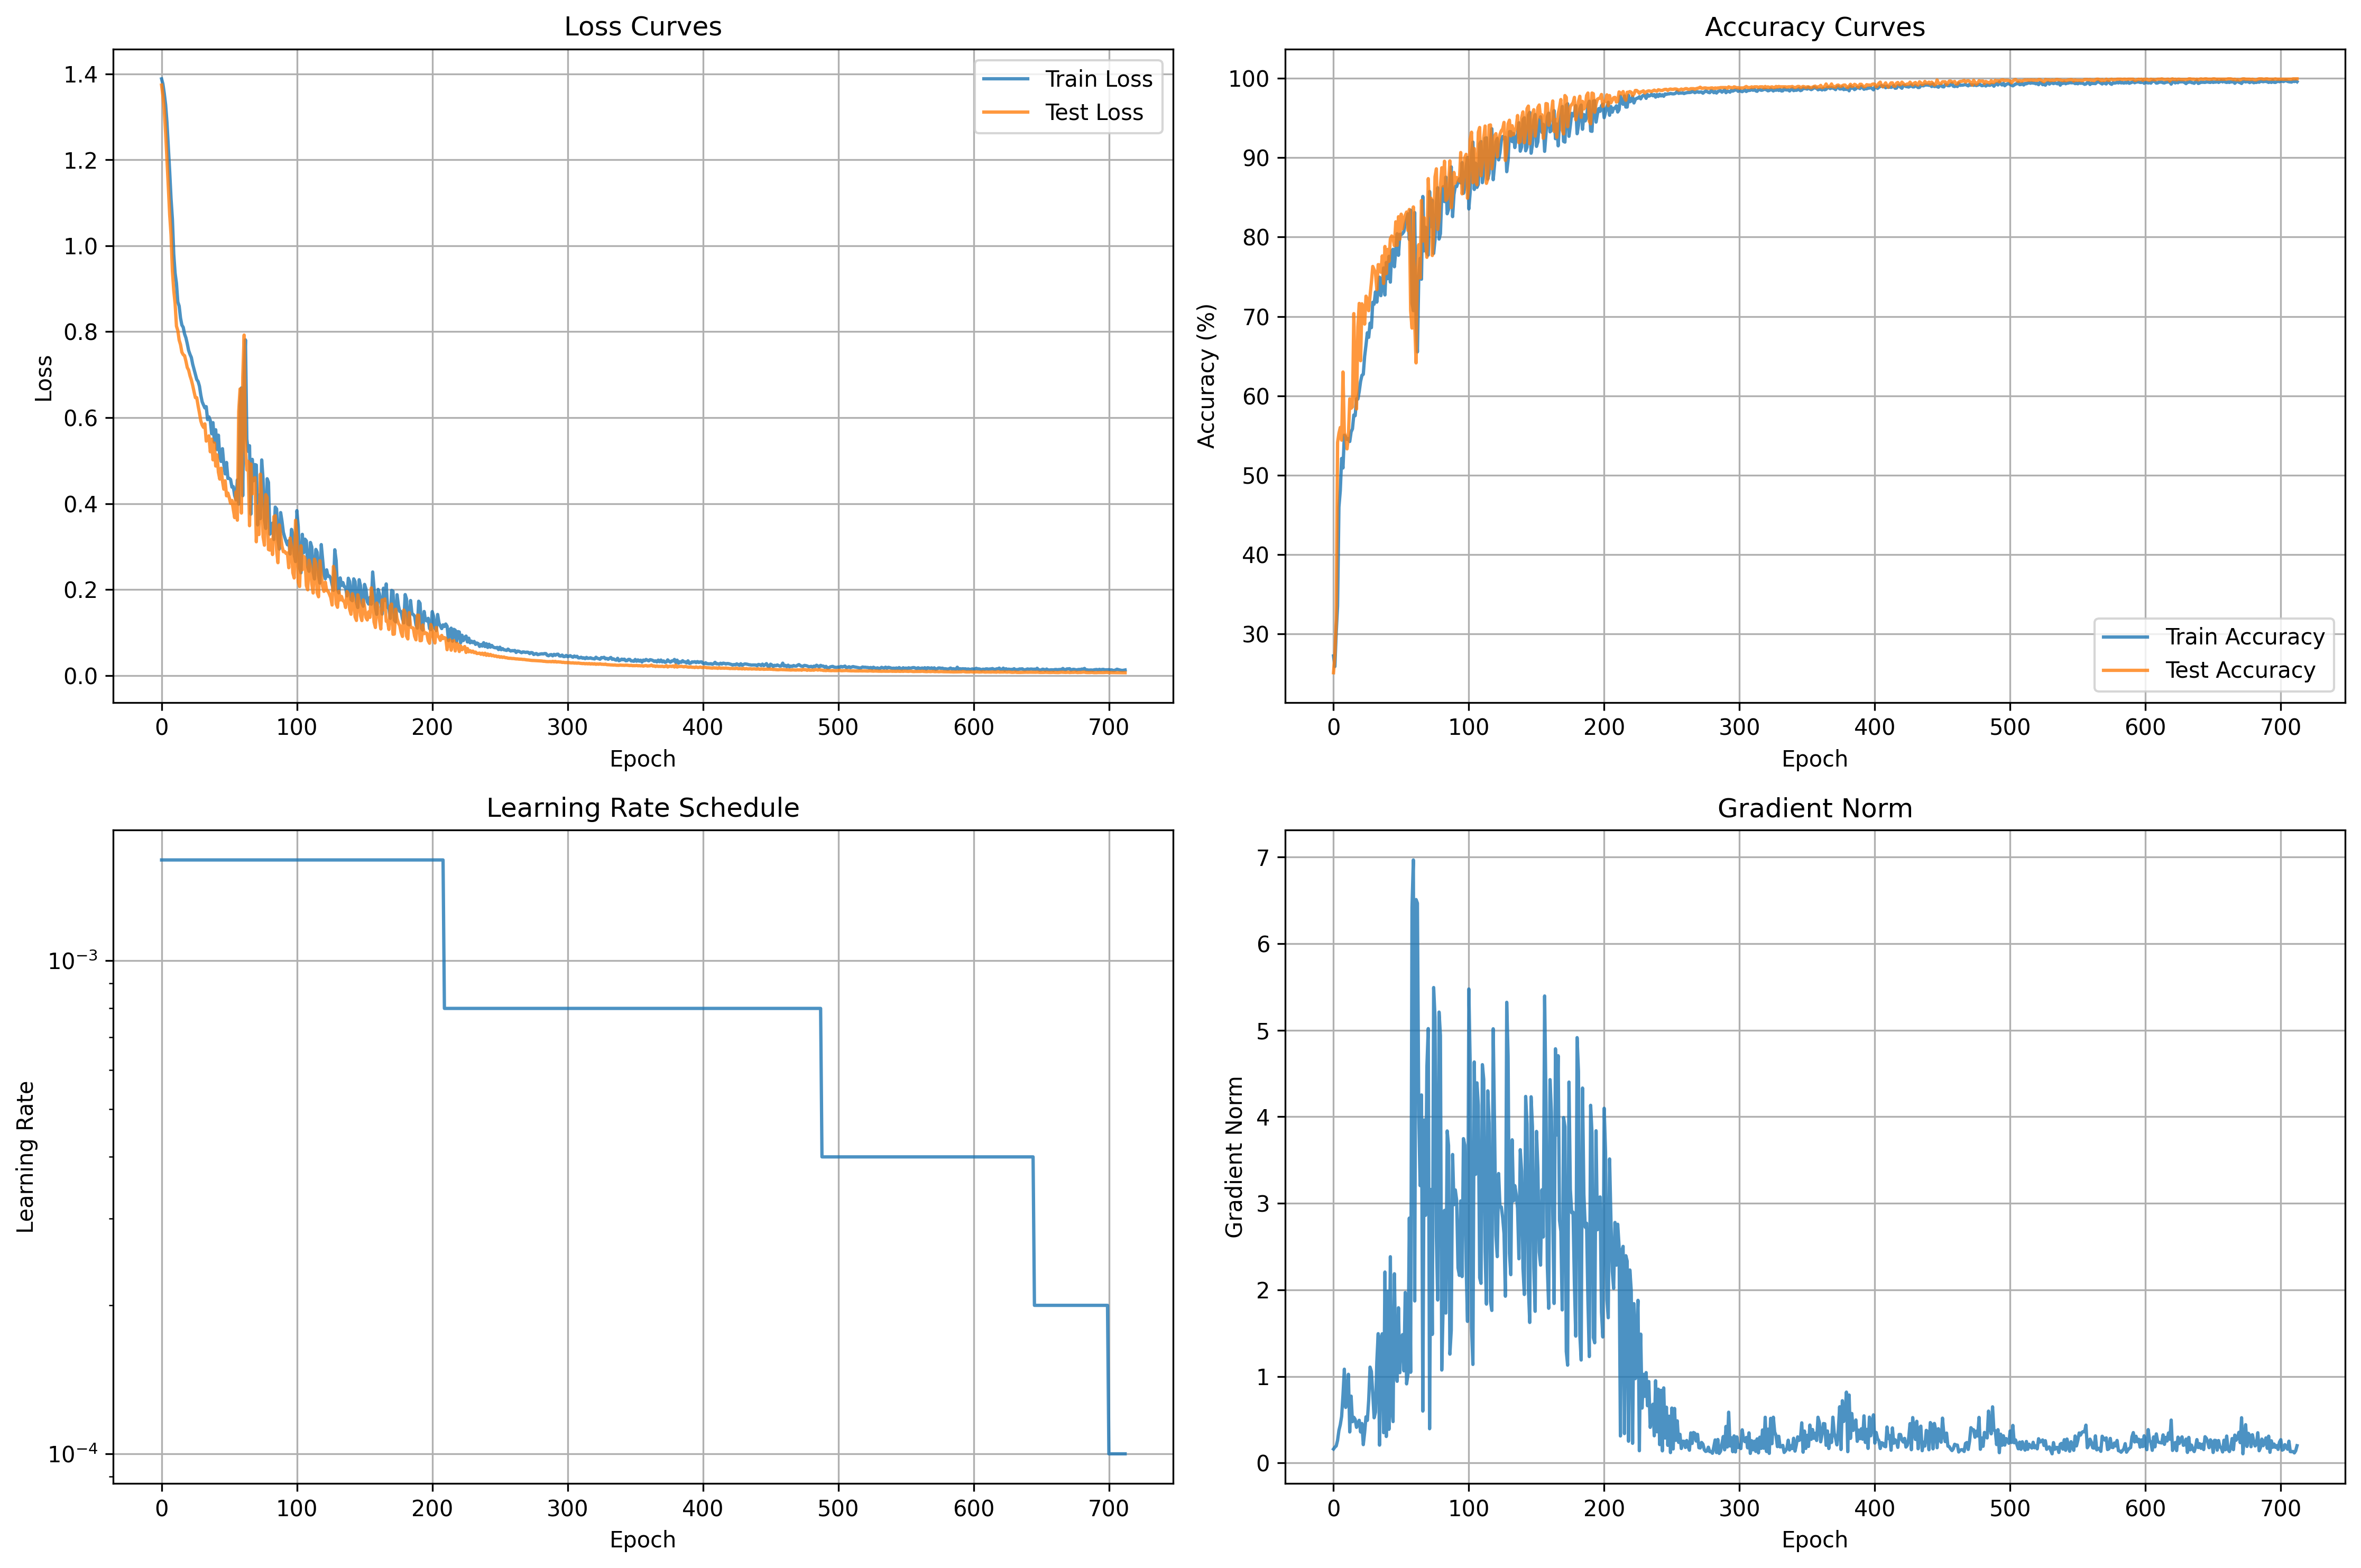 Loss Curves
1.4
1.2
1.0
0.8
0.6
0.4
0.2
0.0
Loss
0 100 200 300 400 500 600 700
Epoch
Train Loss
Test Loss
Accuracy Curves
100
90
80
70
60
50
40
30
Accuracy (%)
0 100 200 300 400 500 600 700
Epoch
Train Accuracy
Test Accuracy
Learning Rate Schedule
10⁻³
10⁻⁴
Learning Rate
0 100 200 300 400 500 600 700
Epoch
Gradient Norm
7
6
5
4
3
2
1
0
Gradient Norm
0 100 200 300 400 500 600 700
Epoch